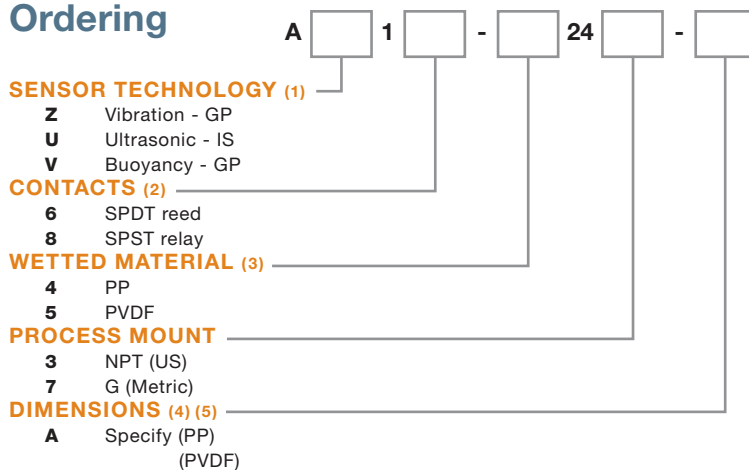 Ordering
A 1 - 24 -
SENSOR TECHNOLOGY (1)
Z Vibration - GP
U Ultrasonic - IS
V Buoyancy - GP
CONTACTS (2)
6 SPDT reed
8 SPST relay
WETTED MATERIAL (3)
4 PP
5 PVDF
PROCESS MOUNT
3 NPT (US)
7 G (Metric)
DIMENSIONS (4) (5)
A Specify (PP)
(PVDF)